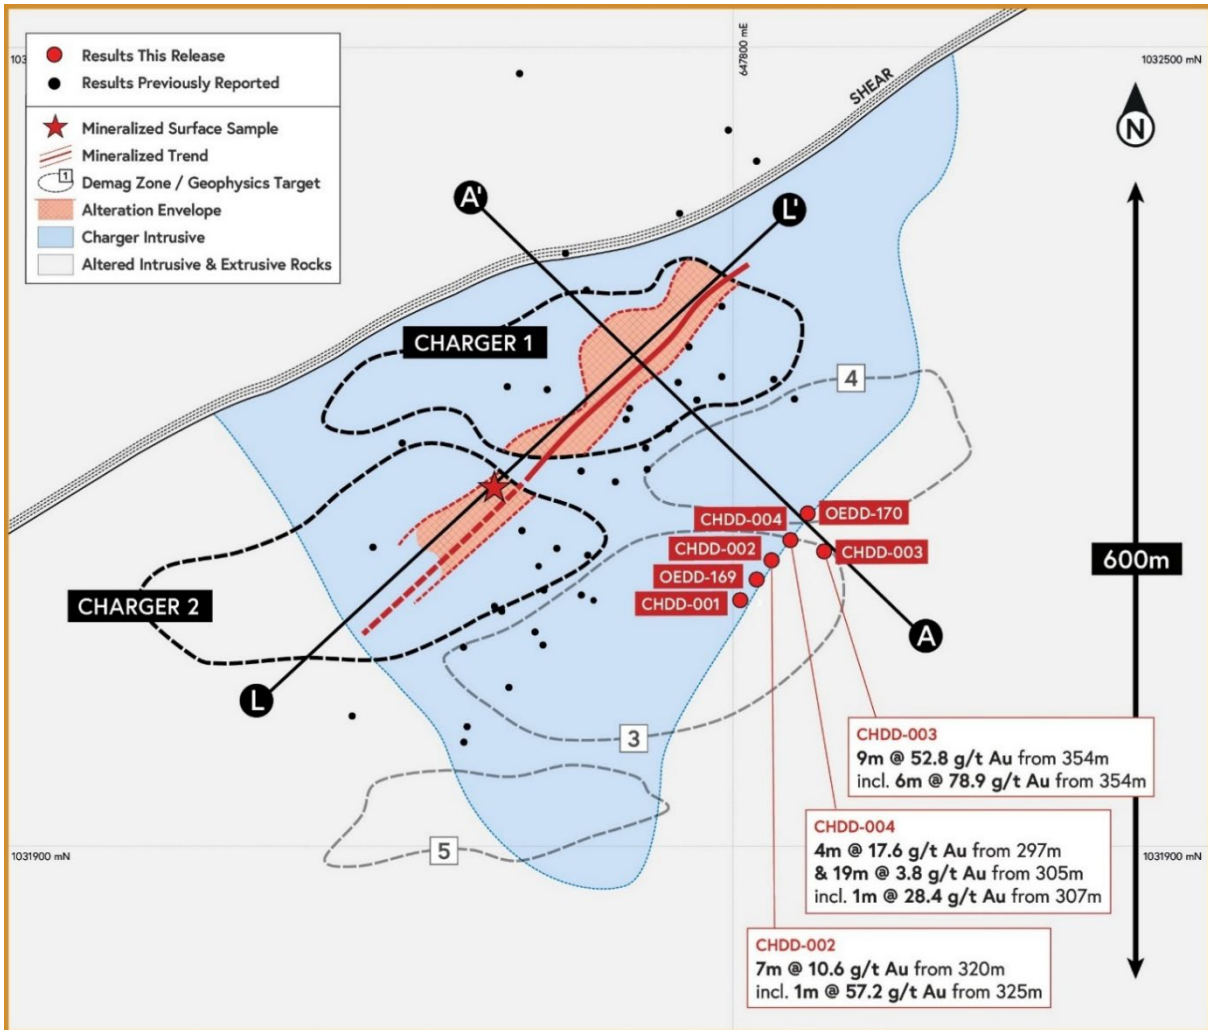 647800 mE
103
1032500 mN
Results This Release
Results Previously Reported
Mineralized Surface Sample
Mineralized Trend
1
Demag Zone / Geophysics Target
Alteration Envelope
Charger Intrusive
Altered Intrusive & Extrusive Rocks
SHEAR
N
A'
L'
CHARGER 1
4
CHDD-004
OEDD-170
CHDD-002
CHDD-003
OEDD-169
CHDD-001
600m
CHARGER 2
A
L
3
CHDD-003
9m @ 52.8 g/t Au from 354m
incl. 6m @ 78.9 g/t Au from 354m
CHDD-004
4m @ 17.6 g/t Au from 297m
& 19m @ 3.8 g/t Au from 305m
incl. 1m @ 28.4 g/t Au from 307m
5
1031900 mN
1031900 mN
CHDD-002
7m @ 10.6 g/t Au from 320m
incl. 1m @ 57.2 g/t Au from 325m